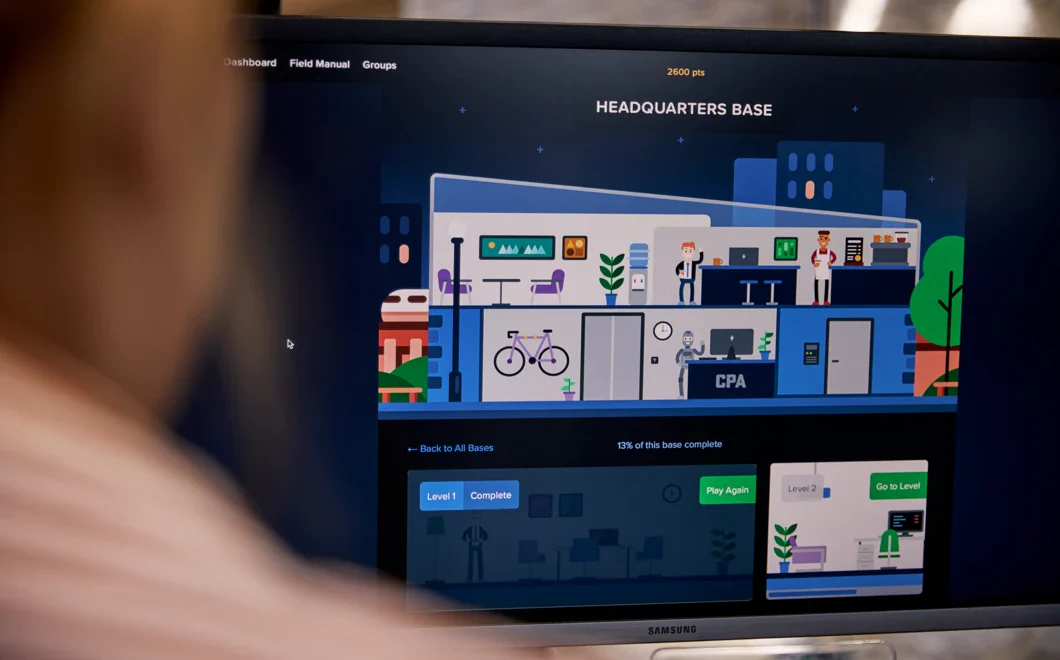 Dashboard Field Manual Groups
2600 pts
HEADQUARTERS BASE
CPA
← Back to All Bases
13% of this base complete
Level 1 Complete
Play Again
Level 2
Go to Level
SAMSUNG